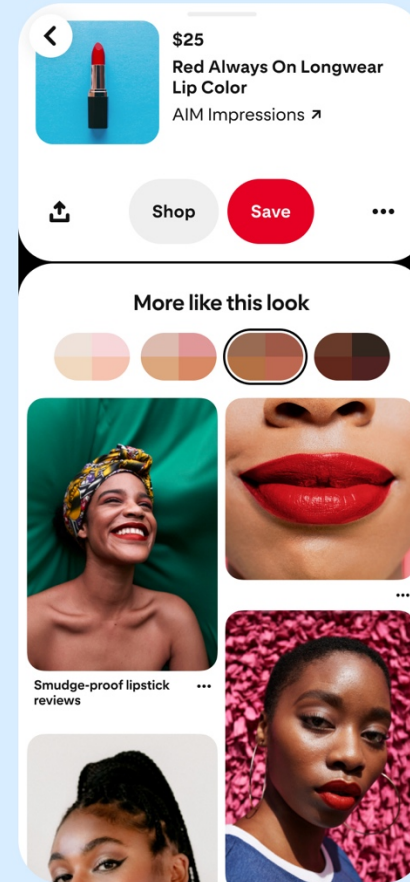 $25
Red Always On Longwear
Lip Color
AIM Impressions ↗
Shop
Save
More like this look
Smudge-proof lipstick
reviews